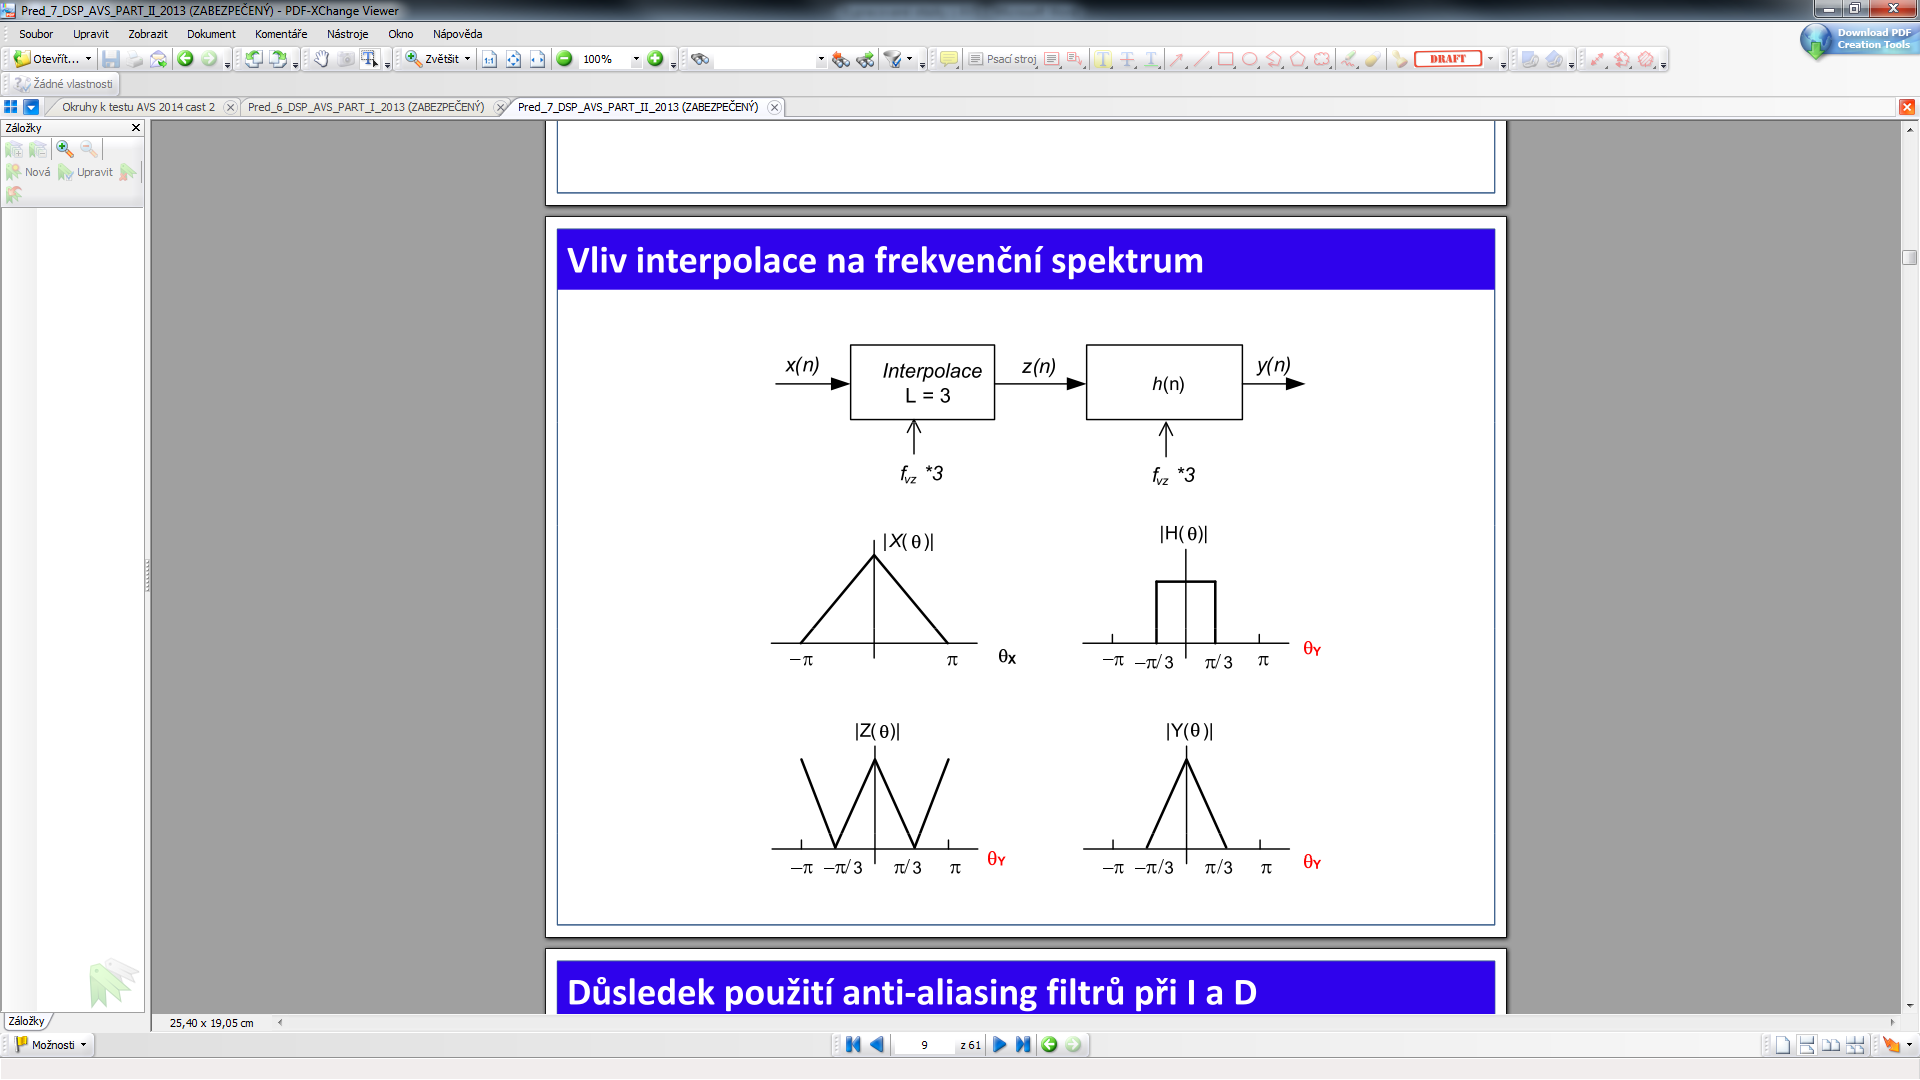 Pred_7_DSP_AVS_PART_II_2013 (ZABEZPEČENÝ) - PDF-XChange Viewer
Soubor Upravit Zobrazit Dokument Komentáře Nástroje Okno Nápověda
Download PDF
Creation Tools
Otevřít... Zvětšit 100% Psací stroj DRAFT
Žádné vlastnosti
Okruhy k testu AVS 2014 cast 2 Pred_6_DSP_AVS_PART_I_2013 (ZABEZPEČENÝ) Pred_7_DSP_AVS_PART_II_2013 (ZABEZPEČENÝ)
Záložky
Nová Upravit
Vliv interpolace na frekvenční spektrum
x(n) Interpolace z(n) h(n) y(n)
L = 3
fvz *3 fvz *3
|X(θ)| |H(θ)|
−π π θX −π −π/3 π/3 π θY
|Z(θ)| |Y(θ)|
−π −π/3 π/3 π θY −π −π/3 π/3 π θY
Důsledek použití anti-aliasing filtrů při I a D
Záložky
25,40 x 19,05 cm
Možnosti
9 z 61